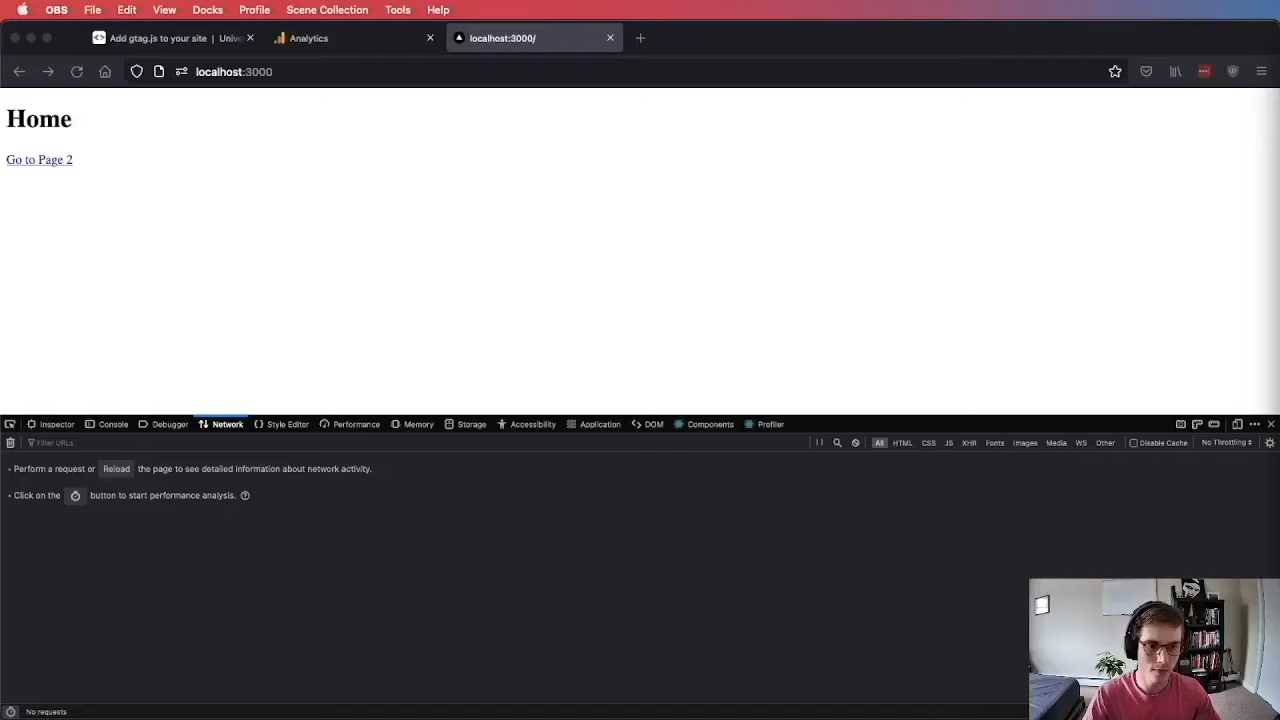 OBS File Edit View Docks Profile Scene Collection Tools Help
Add gtag.js to your site | Unive Analytics localhost:3000/
localhost:3000
Home
Go to Page 2
Inspector Console Debugger Network Style Editor Performance Memory Storage Accessibility Application DOM Components Profiler
Filter URLs All HTML CSS JS XHR Fonts Images Media WS Other Disable Cache No Throttling
• Perform a request or Reload the page to see detailed information about network activity.
• Click on the button to start performance analysis.
No requests